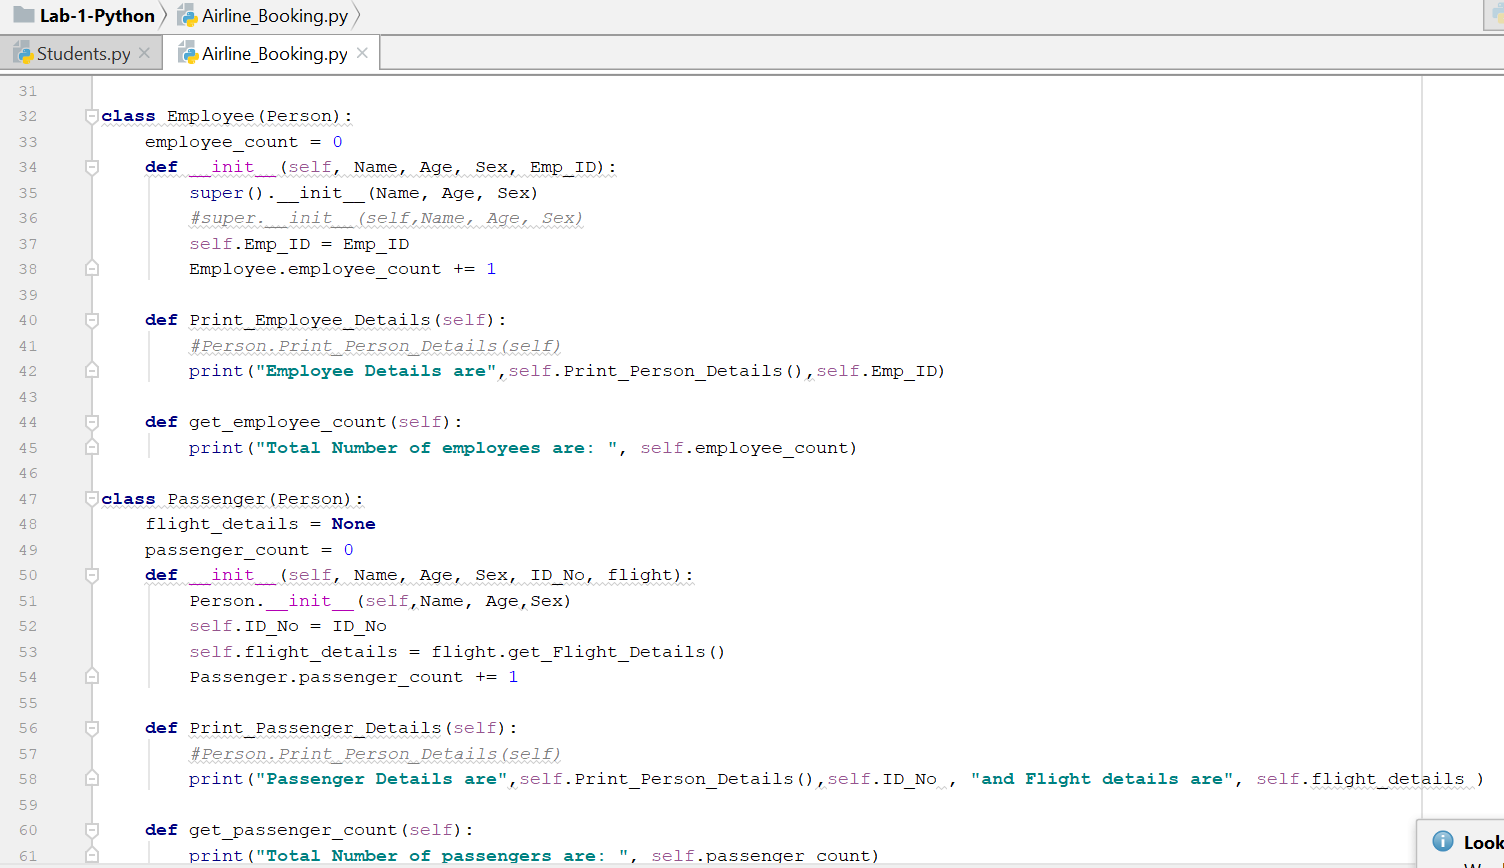 Lab-1-Python Airline_Booking.py
Students.py Airline_Booking.py
31
32 class Employee(Person):
33 employee_count = 0
34 def __init__(self, Name, Age, Sex, Emp_ID):
35 super().__init__(Name, Age, Sex)
36 #super.__init__(self,Name, Age, Sex)
37 self.Emp_ID = Emp_ID
38 Employee.employee_count += 1
39
40 def Print_Employee_Details(self):
41 #Person.Print_Person_Details(self)
42 print("Employee Details are",self.Print_Person_Details(),self.Emp_ID)
43
44 def get_employee_count(self):
45 print("Total Number of employees are: ", self.employee_count)
46
47 class Passenger(Person):
48 flight_details = None
49 passenger_count = 0
50 def __init__(self, Name, Age, Sex, ID_No, flight):
51 Person.__init__(self,Name, Age,Sex)
52 self.ID_No = ID_No
53 self.flight_details = flight.get_Flight_Details()
54 Passenger.passenger_count += 1
55
56 def Print_Passenger_Details(self):
57 #Person.Print_Person_Details(self)
58 print("Passenger Details are",self.Print_Person_Details(),self.ID_No , "and Flight details are", self.flight_details )
59
60 def get_passenger_count(self):
61 print("Total Number of passengers are: ", self.passenger_count)
Look